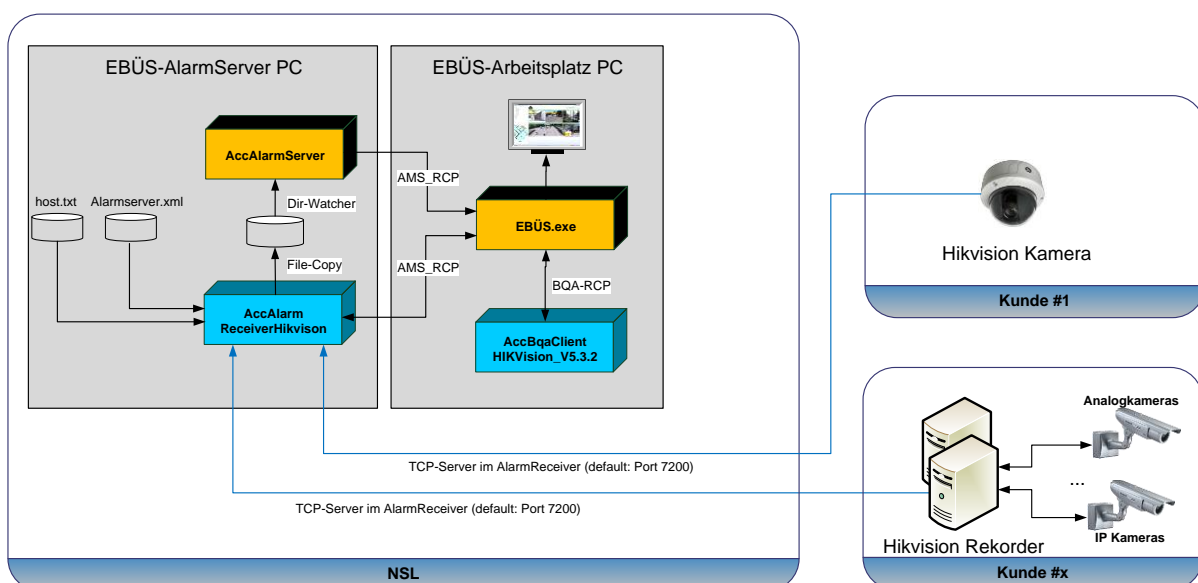 EBÜS-AlarmServer PC
EBÜS-Arbeitsplatz PC
AccAlarmServer
AMS_RCP
host.txt
Alarmserver.xml
Dir-Watcher
EBÜS.exe
File-Copy
AMS_RCP
BQA-RCP
AccAlarm
ReceiverHikvison
AccBqaClient
HIKVision_V5.3.2
Hikvision Kamera
Kunde #1
TCP-Server im AlarmReceiver (default: Port 7200)
TCP-Server im AlarmReceiver (default: Port 7200)
NSL
Analogkameras
...
IP Kameras
Hikvision Rekorder
Kunde #x